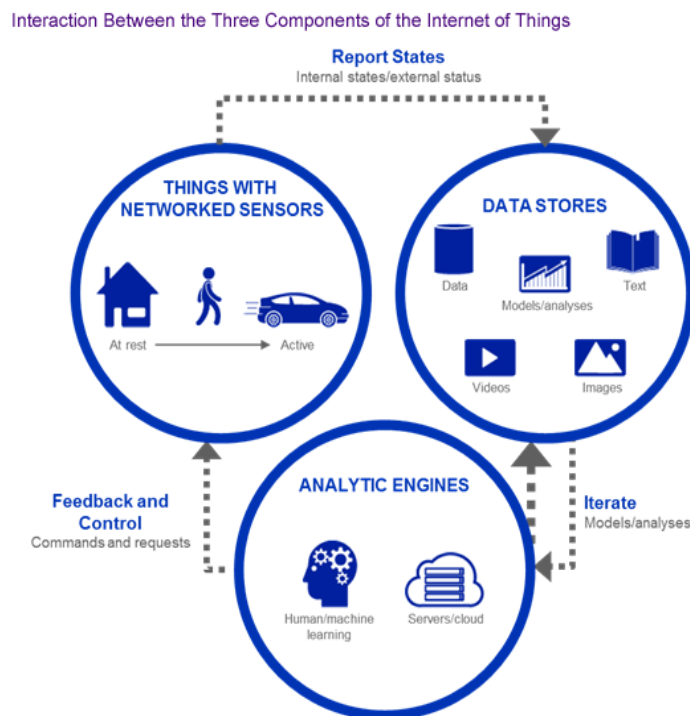 Interaction Between the Three Components of the Internet of Things
Report States
Internal states/external status
THINGS WITH
NETWORKED SENSORS
At rest
Active
DATA STORES
Data
Models/analyses
Text
Videos
Images
Feedback and
Control
Commands and requests
ANALYTIC ENGINES
Human/machine
learning
Servers/cloud
Iterate
Models/analyses